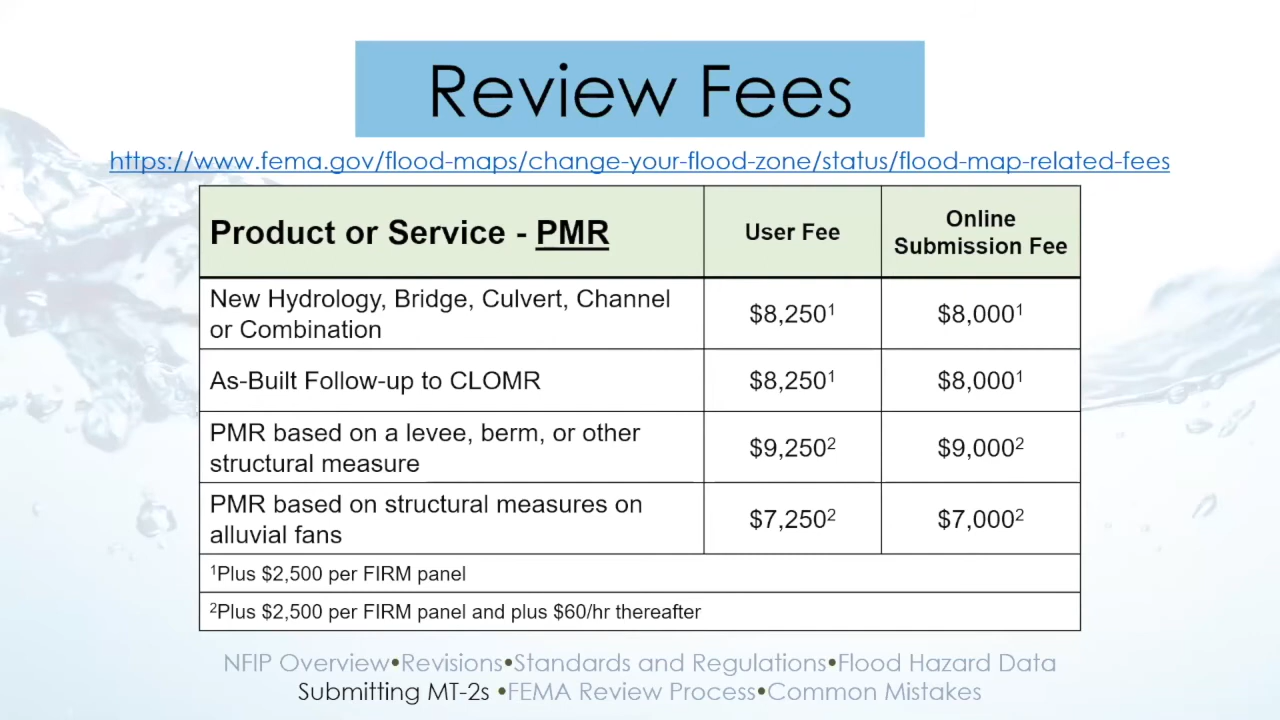 Review Fees
https://www.fema.gov/flood-maps/change-your-flood-zone/status/flood-map-related-fees
Product or Service - PMR
User Fee
Online
Submission Fee
New Hydrology, Bridge, Culvert, Channel
or Combination
$8,250¹
$8,000¹
As-Built Follow-up to CLOMR
$8,250¹
$8,000¹
PMR based on a levee, berm, or other
structural measure
$9,250²
$9,000²
PMR based on structural measures on
alluvial fans
$7,250²
$7,000²
¹Plus $2,500 per FIRM panel
²Plus $2,500 per FIRM panel and plus $60/hr thereafter
NFIP Overview•Revisions•Standards and Regulations•Flood Hazard Data
Submitting MT-2s •FEMA Review Process•Common Mistakes